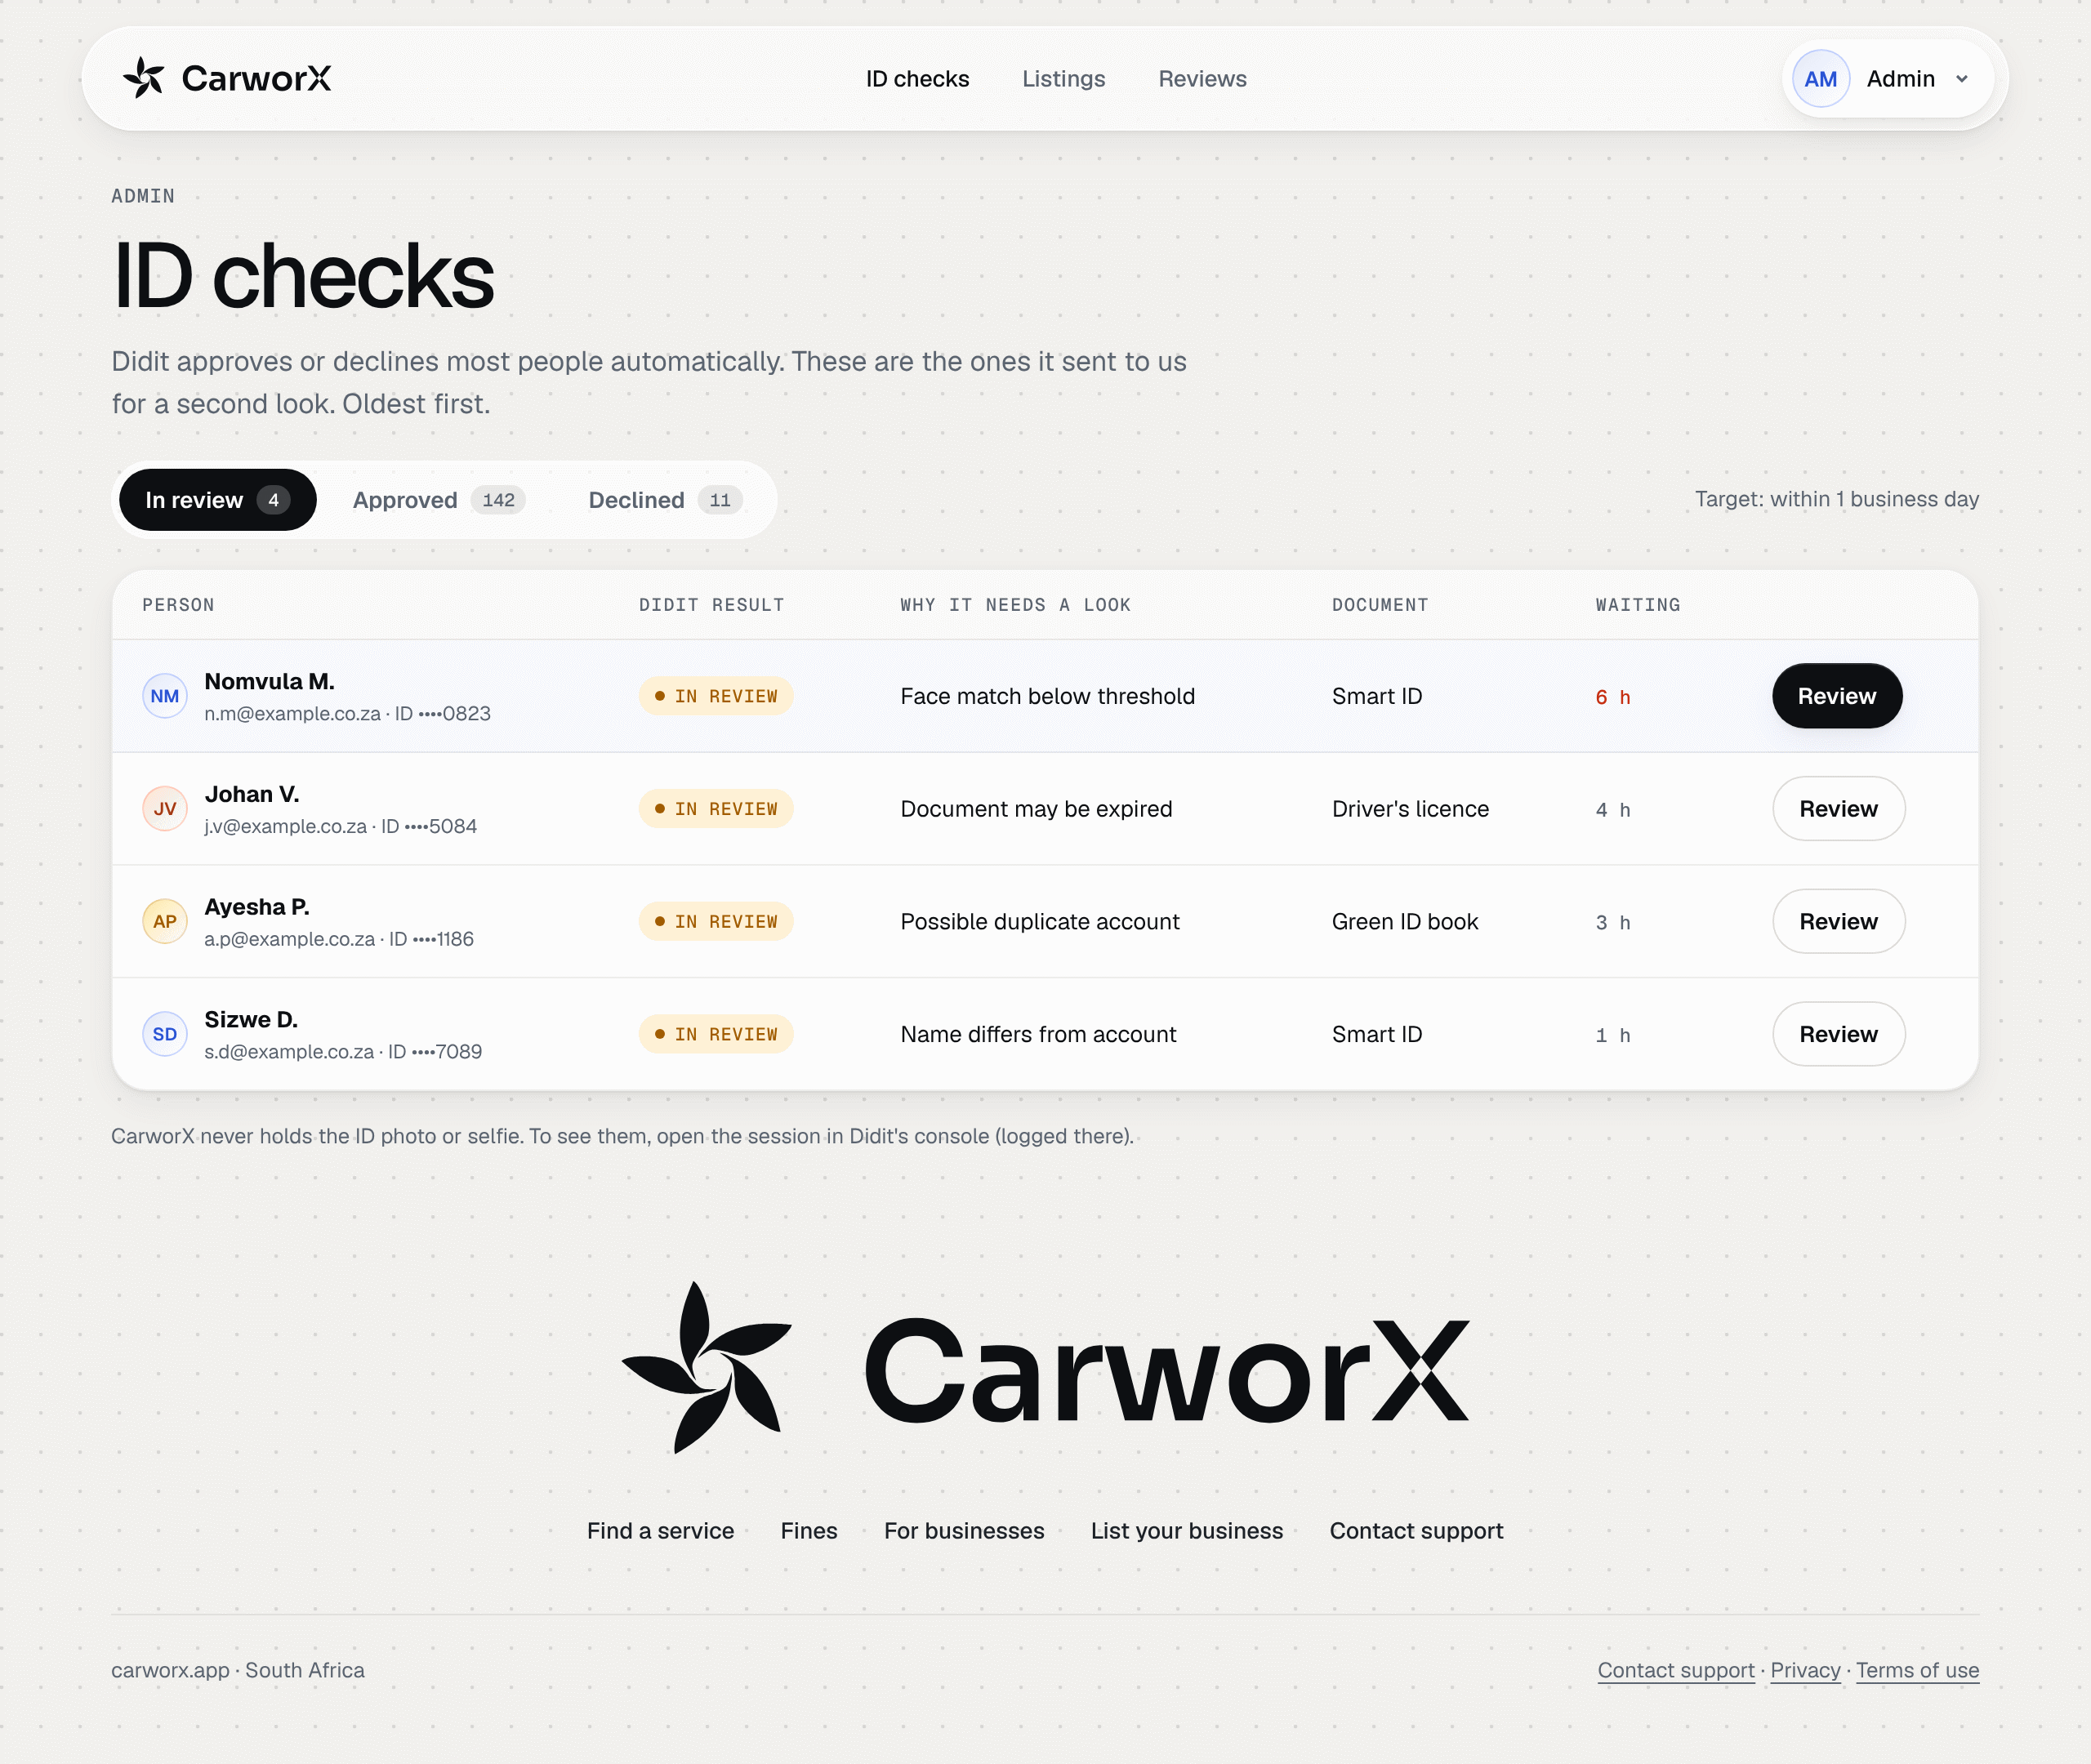 CarworX
ID checks
Listings
Reviews
AM
Admin
ADMIN
ID checks
Didit approves or declines most people automatically. These are the ones it sent to us
for a second look. Oldest first.
In review 4
Approved 142
Declined 11
Target: within 1 business day
PERSON
DIDIT RESULT
WHY IT NEEDS A LOOK
DOCUMENT
WAITING
NM
Nomvula M.
n.m@example.co.za · ID ••••0823
IN REVIEW
Face match below threshold
Smart ID
6 h
Review
JV
Johan V.
j.v@example.co.za · ID ••••5084
IN REVIEW
Document may be expired
Driver's licence
4 h
Review
AP
Ayesha P.
a.p@example.co.za · ID ••••1186
IN REVIEW
Possible duplicate account
Green ID book
3 h
Review
SD
Sizwe D.
s.d@example.co.za · ID ••••7089
IN REVIEW
Name differs from account
Smart ID
1 h
Review
CarworX never holds the ID photo or selfie. To see them, open the session in Didit's console (logged there).
CarworX
Find a service
Fines
For businesses
List your business
Contact support
carworx.app · South Africa
Contact support · Privacy · Terms of use